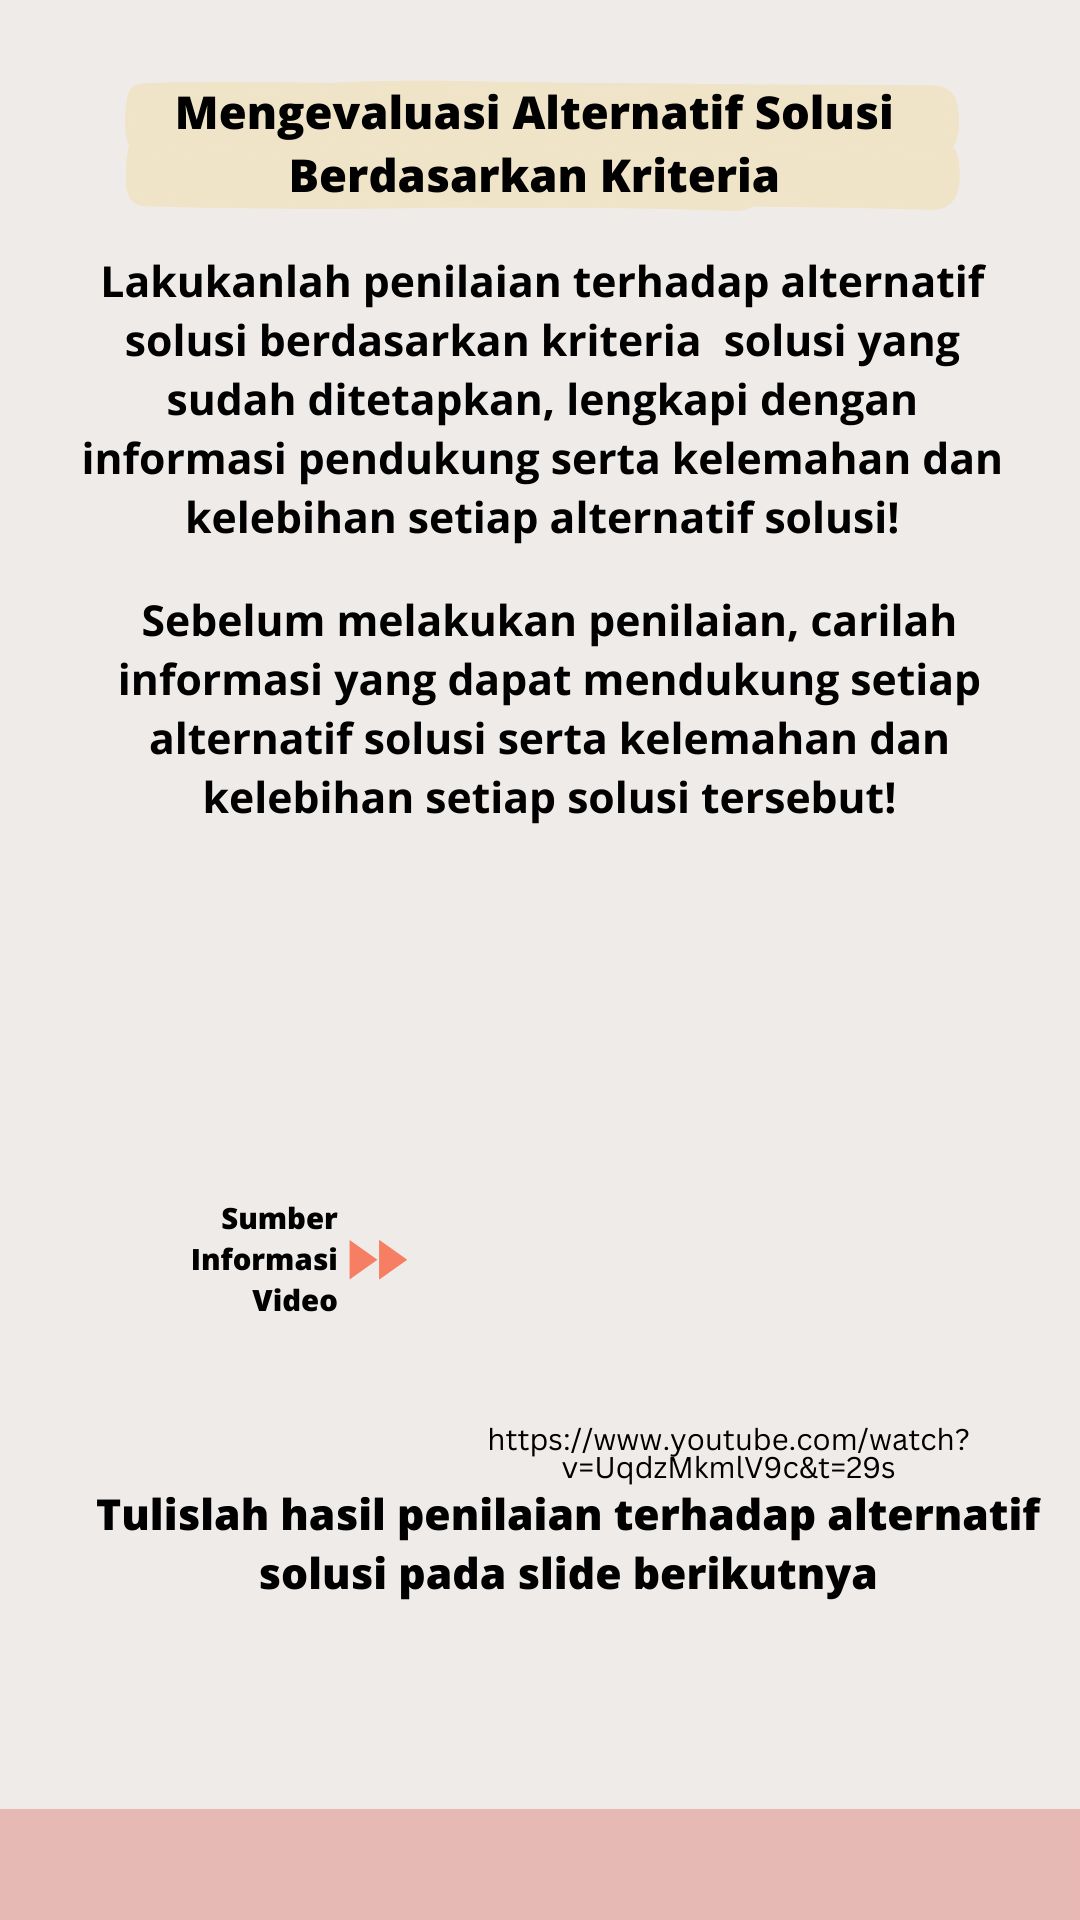 Mengevaluasi Alternatif Solusi
Berdasarkan Kriteria
Lakukanlah penilaian terhadap alternatif
solusi berdasarkan kriteria  solusi yang
sudah ditetapkan, lengkapi dengan
informasi pendukung serta kelemahan dan
kelebihan setiap alternatif solusi!
Sebelum melakukan penilaian, carilah
informasi yang dapat mendukung setiap
alternatif solusi serta kelemahan dan
kelebihan setiap solusi tersebut!
Sumber
Informasi
Video
https://www.youtube.com/watch?
v=UqdzMkmlV9c&t=29s
Tulislah hasil penilaian terhadap alternatif
solusi pada slide berikutnya